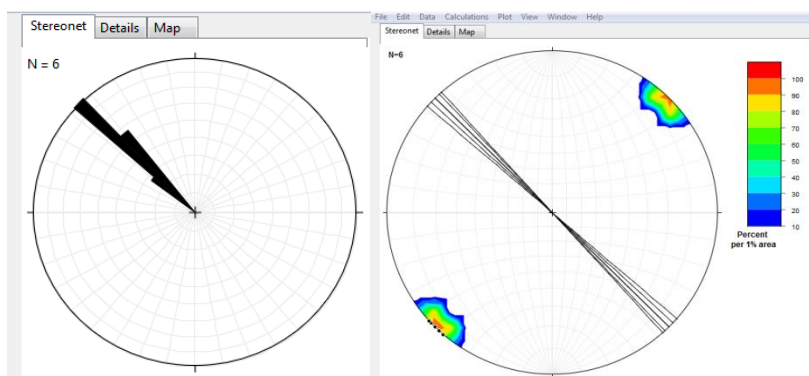 Stereonet Details Map
N = 6
File Edit Data Calculations Plot View Window Help
Stereonet Details Map
N=6
100
90
80
70
60
50
40
30
20
10
Percent
per 1% area